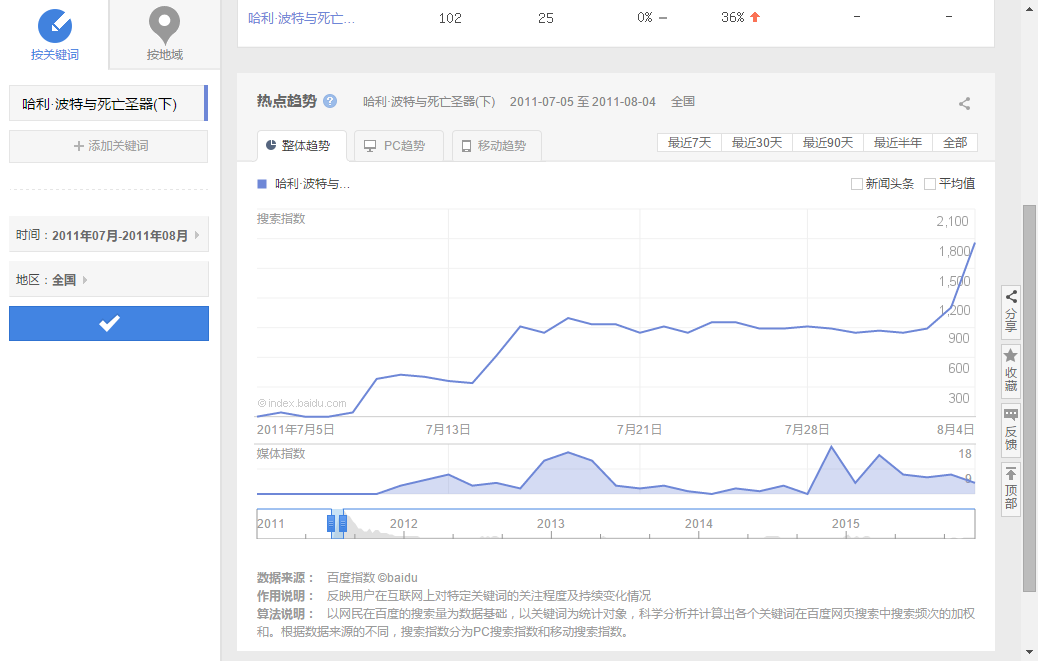 按关键词
按地域
哈利·波特与死亡圣器(下)
添加关键词
时间：2011年07月-2011年08月
地区：全国
哈利·波特与死亡... 102 25 0% 36% - -
热点趋势 ? 哈利·波特与死亡圣器(下) 2011-07-05 至 2011-08-04 全国
整体趋势 PC趋势 移动趋势 最近7天 最近30天 最近90天 最近半年 全部
哈利·波特与... 新闻头条 平均值
搜索指数
2,100
1,800
1,500
1,200
900
600
300
©index.baidu.com
2011年7月5日 7月13日 7月21日 7月28日 8月4日
媒体指数
18
9
2011 2012 2013 2014 2015
数据来源： 百度指数 ©baidu
作用说明： 反映用户在互联网上对特定关键词的关注程度及持续变化情况
算法说明： 以网民在百度的搜索量为数据基础，以关键词为统计对象，科学分析并计算出各个关键词在百度网页搜索中搜索频次的加权
和。根据数据来源的不同，搜索指数分为PC搜索指数和移动搜索指数。
分享
收藏
反馈
顶部